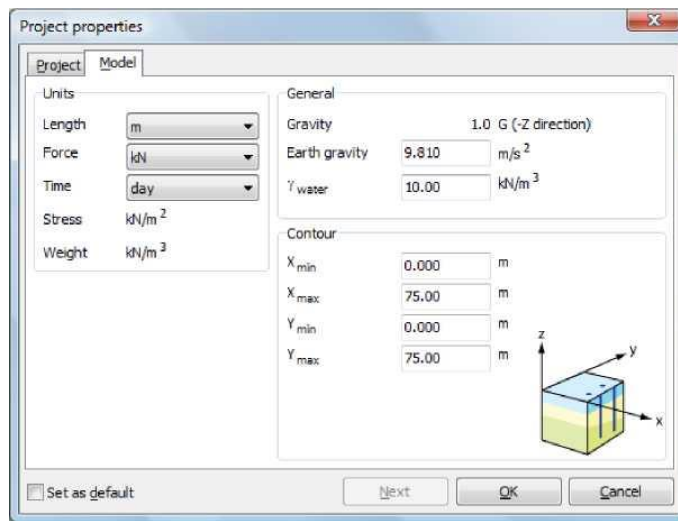 Project properties
Project Model
Units
Length m
Force kN
Time day
Stress kN/m²
Weight kN/m³
General
Gravity 1.0 G (-Z direction)
Earth gravity 9.810 m/s²
γwater 10.00 kN/m³
Contour
Xmin 0.000 m
Xmax 75.00 m
Ymin 0.000 m
Ymax 75.00 m
z
y
x
Set as default Next OK Cancel